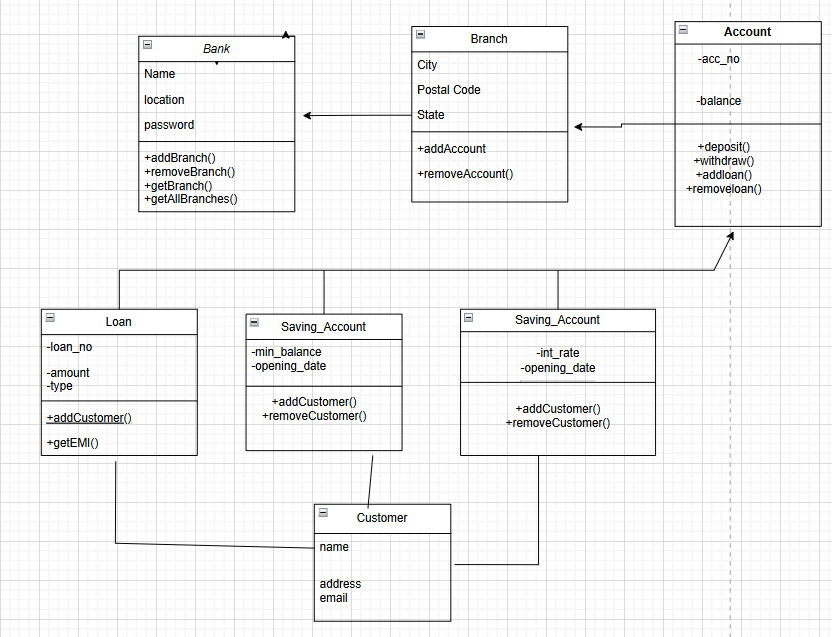 Bank
Name
location
password
+addBranch()
+removeBranch()
+getBranch()
+getAllBranches()
Branch
City
Postal Code
State
+addAccount
+removeAccount()
Account
-acc_no
-balance
+deposit()
+withdraw()
+addloan()
+removeloan()
Loan
-loan_no
-amount
-type
+addCustomer()
+getEMI()
Saving_Account
-min_balance
-opening_date
+addCustomer()
+removeCustomer()
Saving_Account
-int_rate
-opening_date
+addCustomer()
+removeCustomer()
Customer
name
address
email